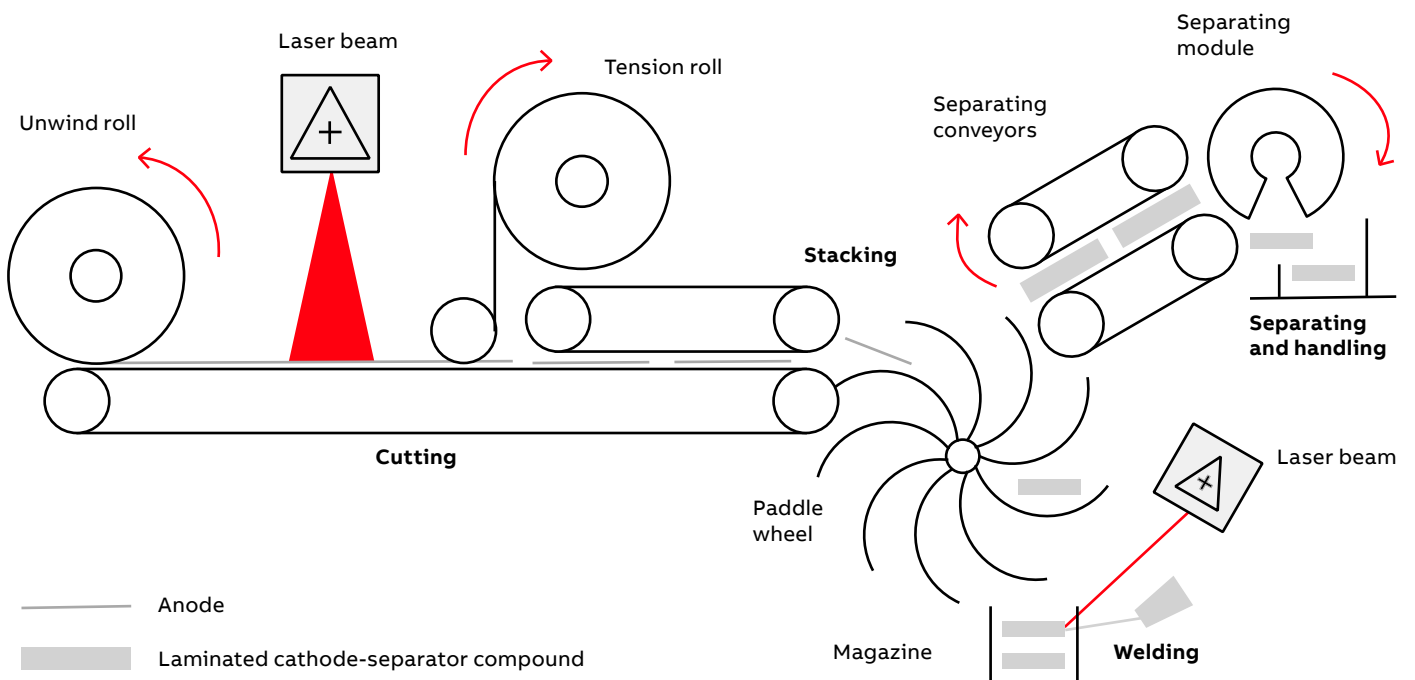 Separating
module
Laser beam
Tension roll
Separating
conveyors
Unwind roll
Stacking
Separating
and handling
Cutting
Laser beam
Paddle
wheel
Anode
Magazine
Welding
Laminated cathode-separator compound